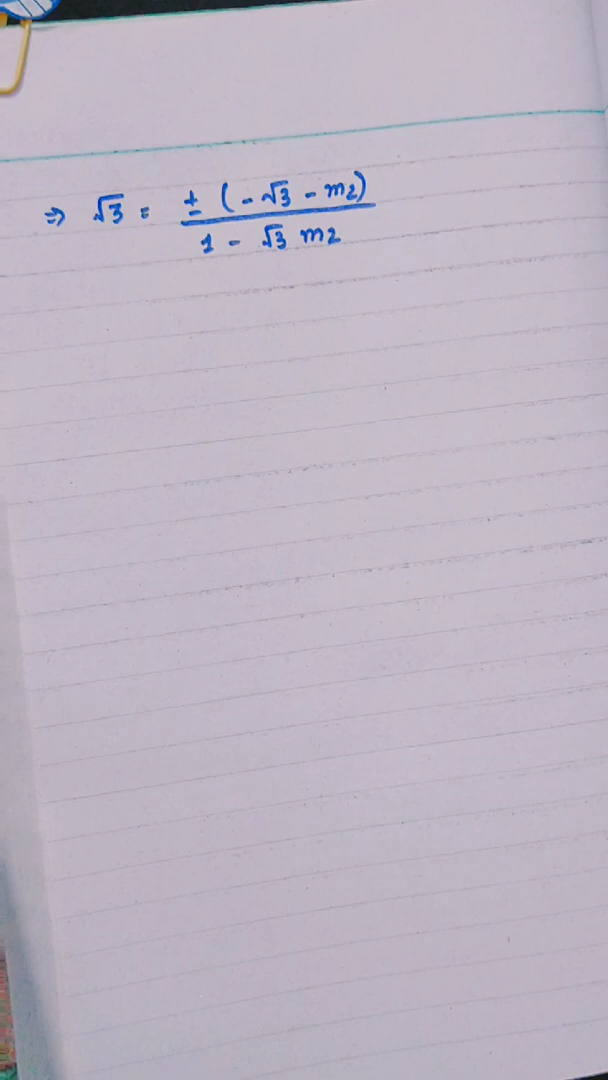 ⇒ √3 = ± (-√3 - m2) / 1 - √3 m2